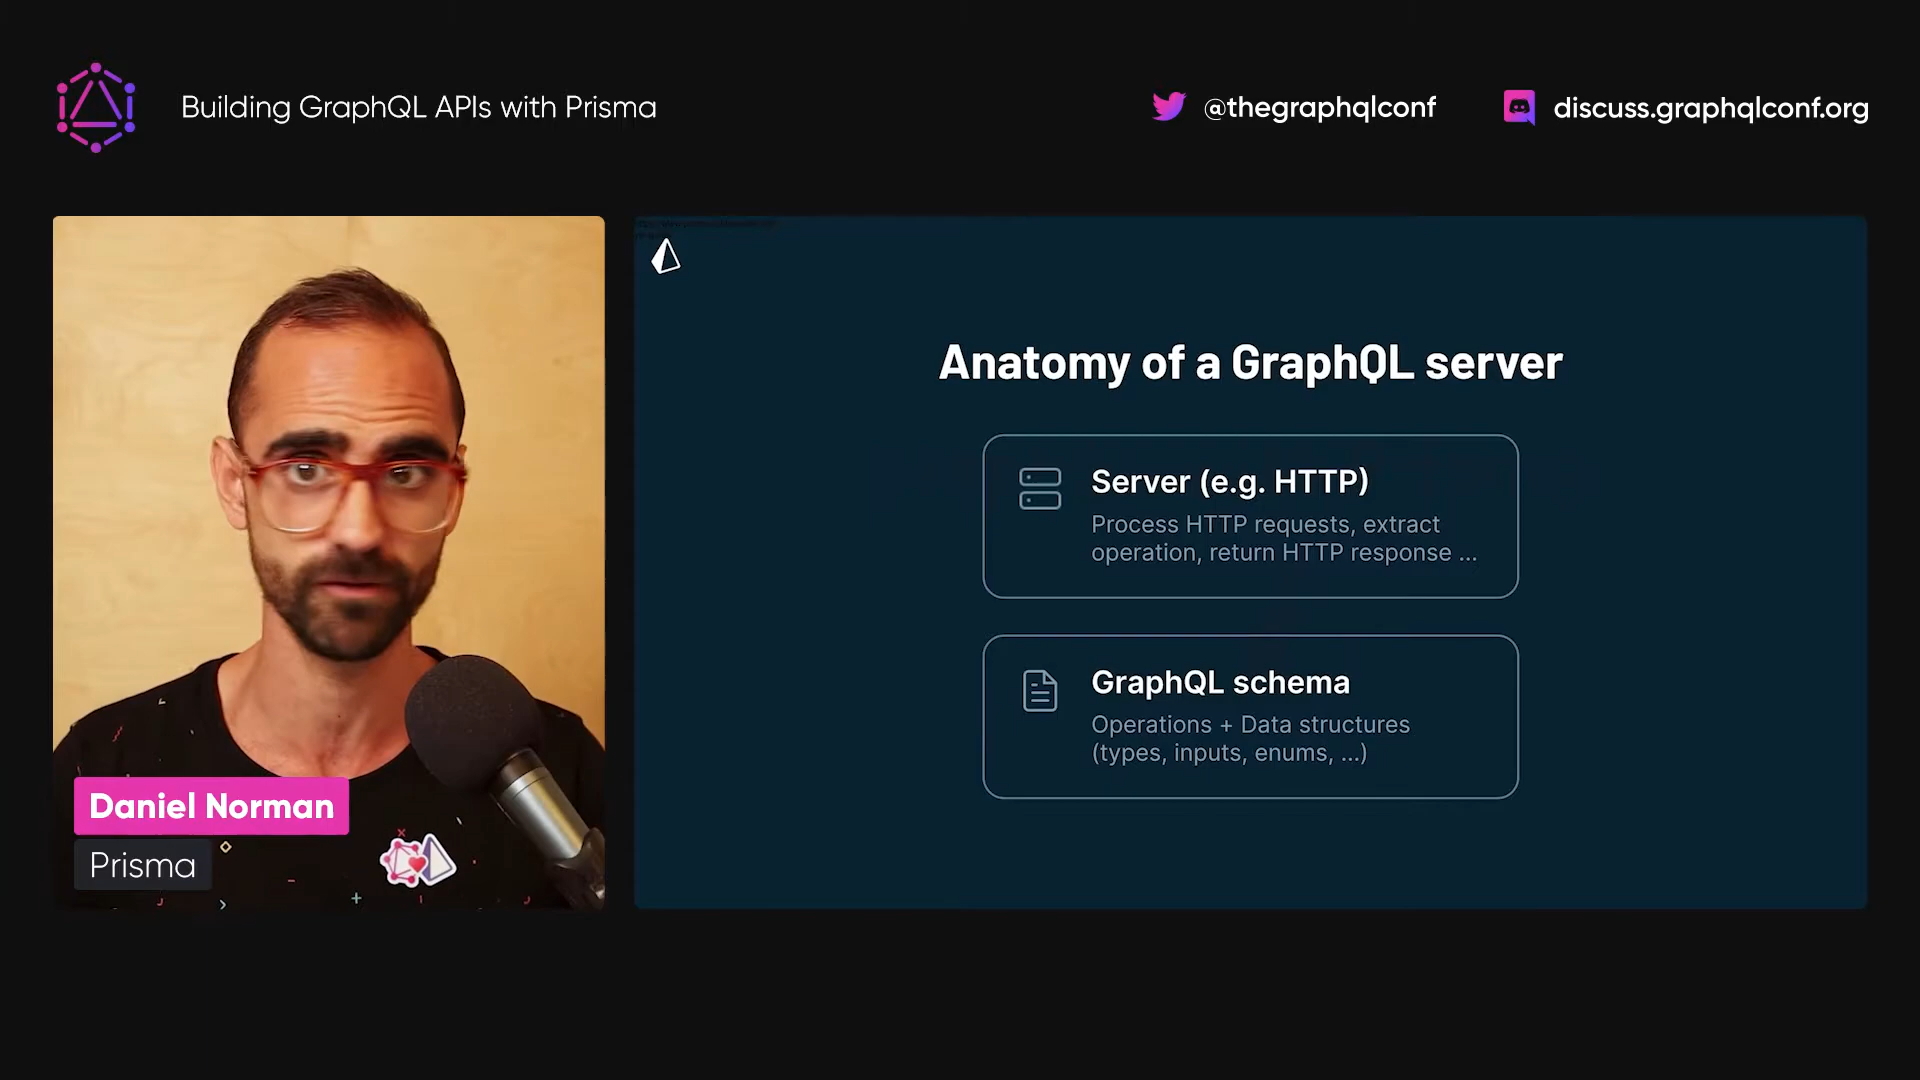 Building GraphQL APIs with Prisma
@thegraphqlconf
discuss.graphqlconf.org
Anatomy of a GraphQL server
Server (e.g. HTTP)
Process HTTP requests, extract
operation, return HTTP response ...
GraphQL schema
Operations + Data structures
(types, inputs, enums, ...)
Daniel Norman
Prisma